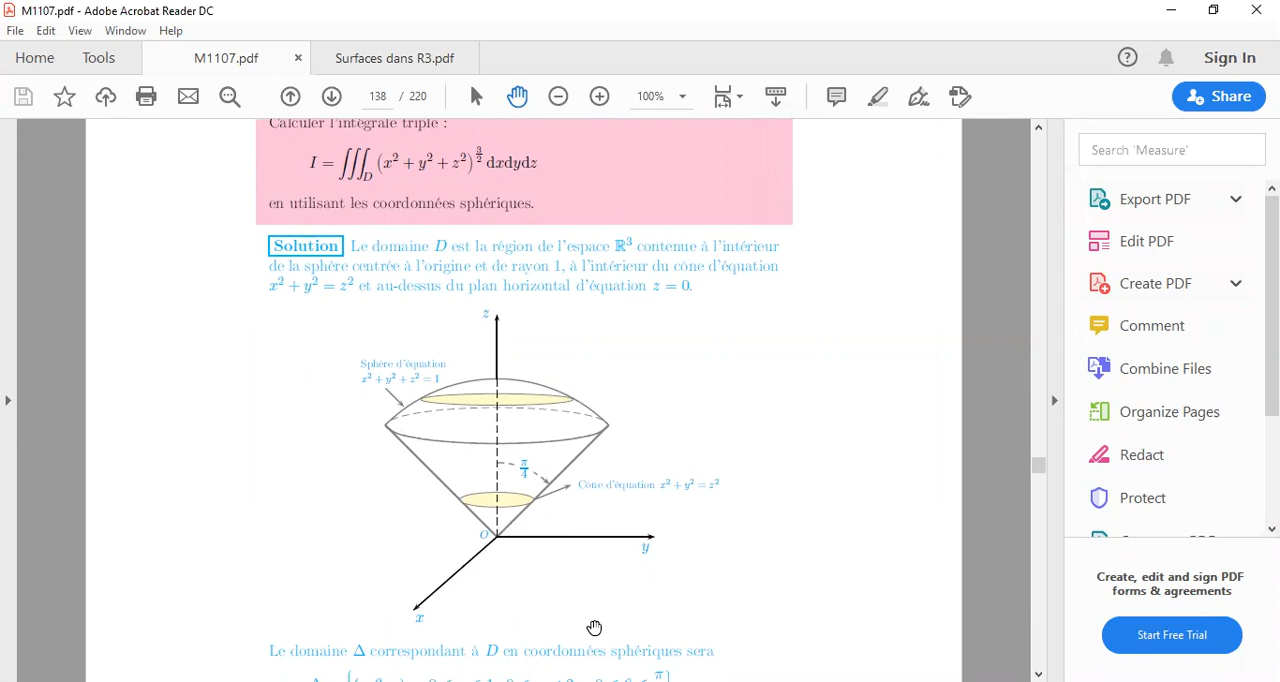 M1107.pdf - Adobe Acrobat Reader DC
File Edit View Window Help
Home Tools M1107.pdf × Surfaces dans R3.pdf Sign In
138 / 220 100% Share
Calculer l'intégrale triple :
I = ∭_D (x² + y² + z²)^{3/2} dxdydz
en utilisant les coordonnées sphériques.
Solution Le domaine D est la région de l'espace ℝ³ contenue à l'intérieur
de la sphère centrée à l'origine et de rayon 1, à l'intérieur du cône d'équation
x² + y² = z² et au-dessus du plan horizontal d'équation z = 0.
z
Sphère d'équation
x² + y² + z² = 1
π/4
Cône d'équation x² + y² = z²
O
y
x
Le domaine Δ correspondant à D en coordonnées sphériques sera
Search 'Measure'
Export PDF
Edit PDF
Create PDF
Comment
Combine Files
Organize Pages
Redact
Protect
Create, edit and sign PDF
forms & agreements
Start Free Trial